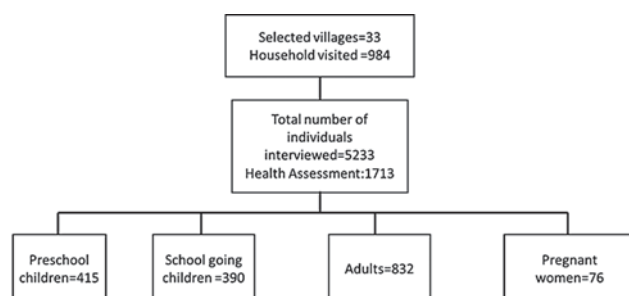 Selected villages=33
Household visited =984
Total number of
individuals
interviewed=5233
Health Assessment:1713
Preschool
children=415
School going
children =390
Adults=832
Pregnant
women=76